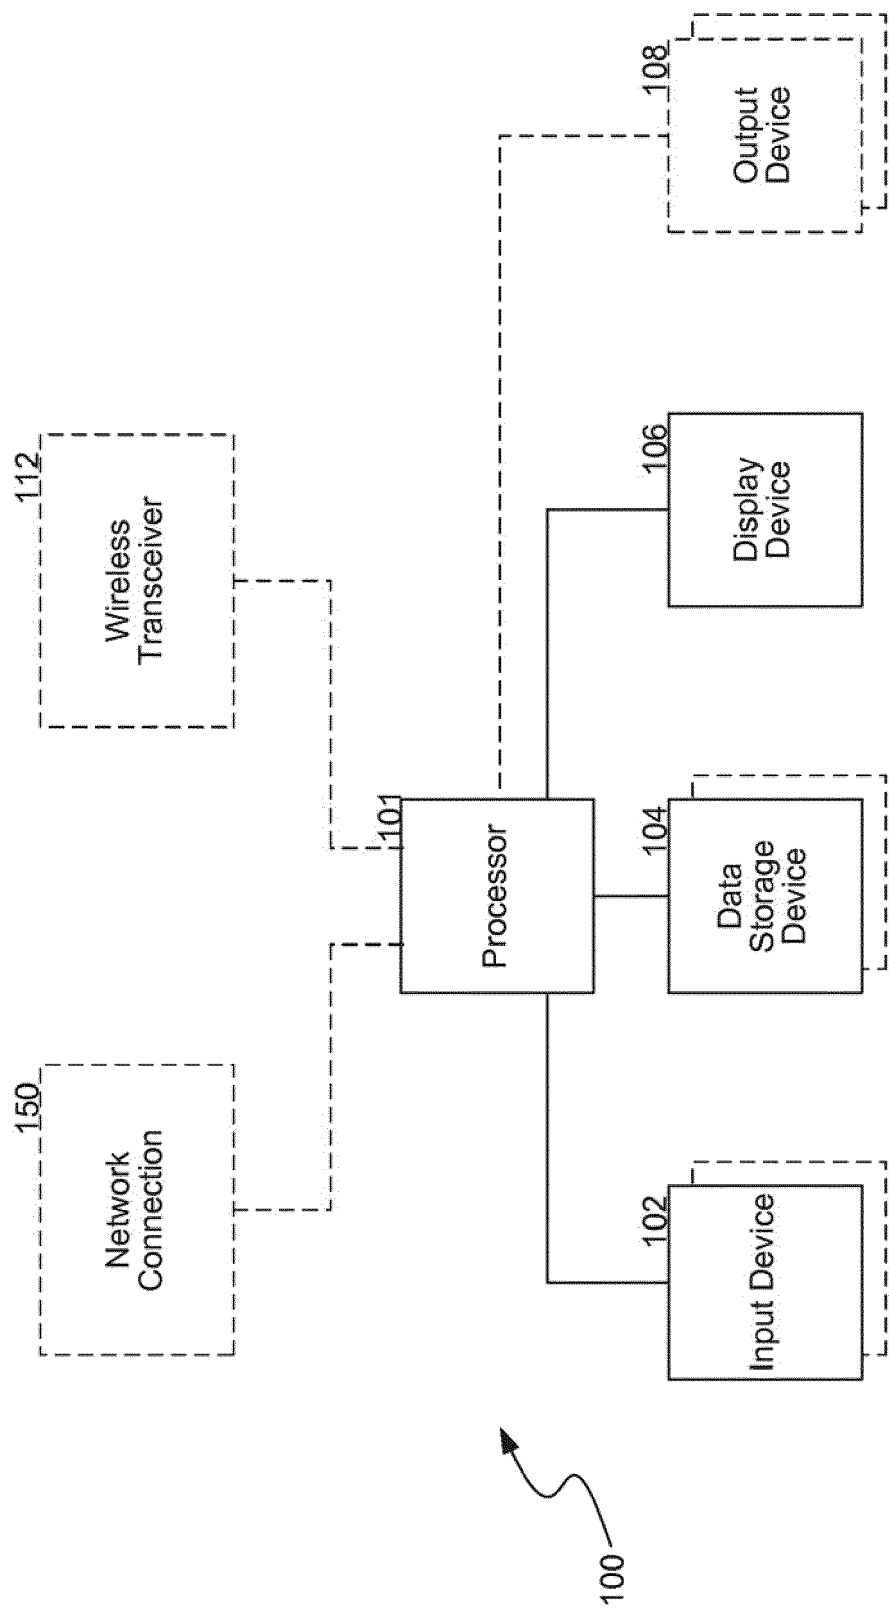 150
Network
Connection
112
Wireless
Transceiver
101
Processor
102
Input Device
104
Data
Storage
Device
106
Display
Device
108
Output
Device
100